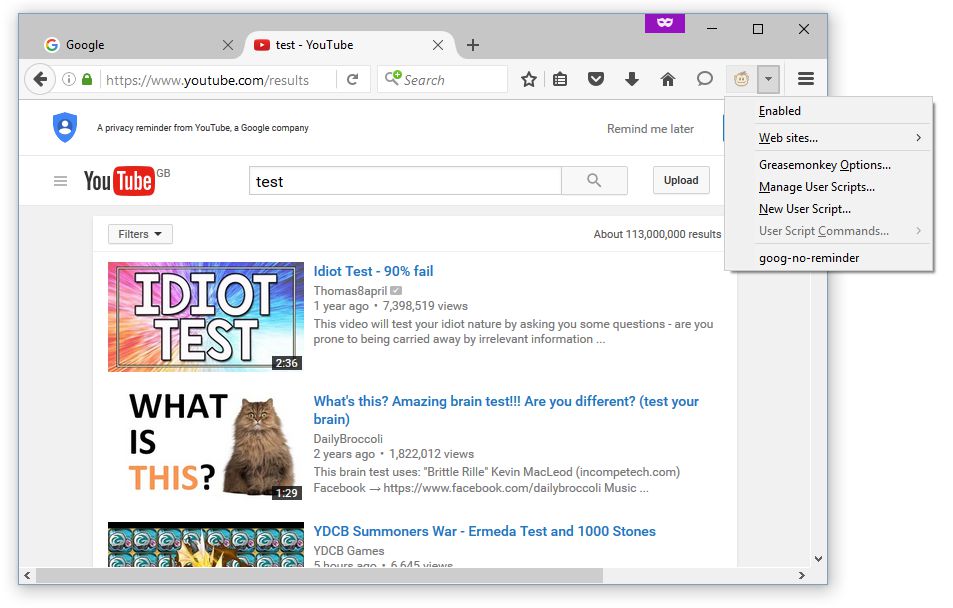 Google
test - YouTube
https://www.youtube.com/results
Search
Enabled
Web sites...
Greasemonkey Options...
Manage User Scripts...
New User Script...
User Script Commands...
goog-no-reminder
A privacy reminder from YouTube, a Google company
Remind me later
YouTube GB
test
Upload
Filters
About 113,000,000 results
IDIOT
TEST
2:36
Idiot Test - 90% fail
Thomas8april
1 year ago • 7,398,519 views
This video will test your idiot nature by asking you some questions - are you
prone to being carried away by irrelevant information ...
WHAT
IS
THIS?
1:29
What's this? Amazing brain test!!! Are you different? (test your
brain)
DailyBroccoli
2 years ago • 1,822,012 views
This brain test uses: "Brittle Rille" Kevin MacLeod (incompetech.com)
Facebook → https://www.facebook.com/dailybroccoli Music ...
YDCB Summoners War - Ermeda Test and 1000 Stones
YDCB Games
5 hours ago • 6,645 views